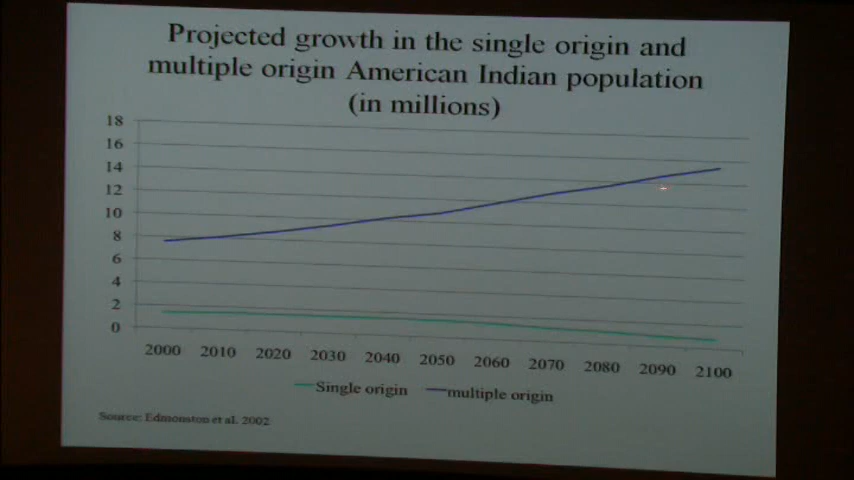 Projected growth in the single origin and
multiple origin American Indian population
(in millions)
18
16
14
12
10
8
6
4
2
0
2000 2010 2020 2030 2040 2050 2060 2070 2080 2090 2100
Single origin multiple origin
Source: Edmonston et al. 2002